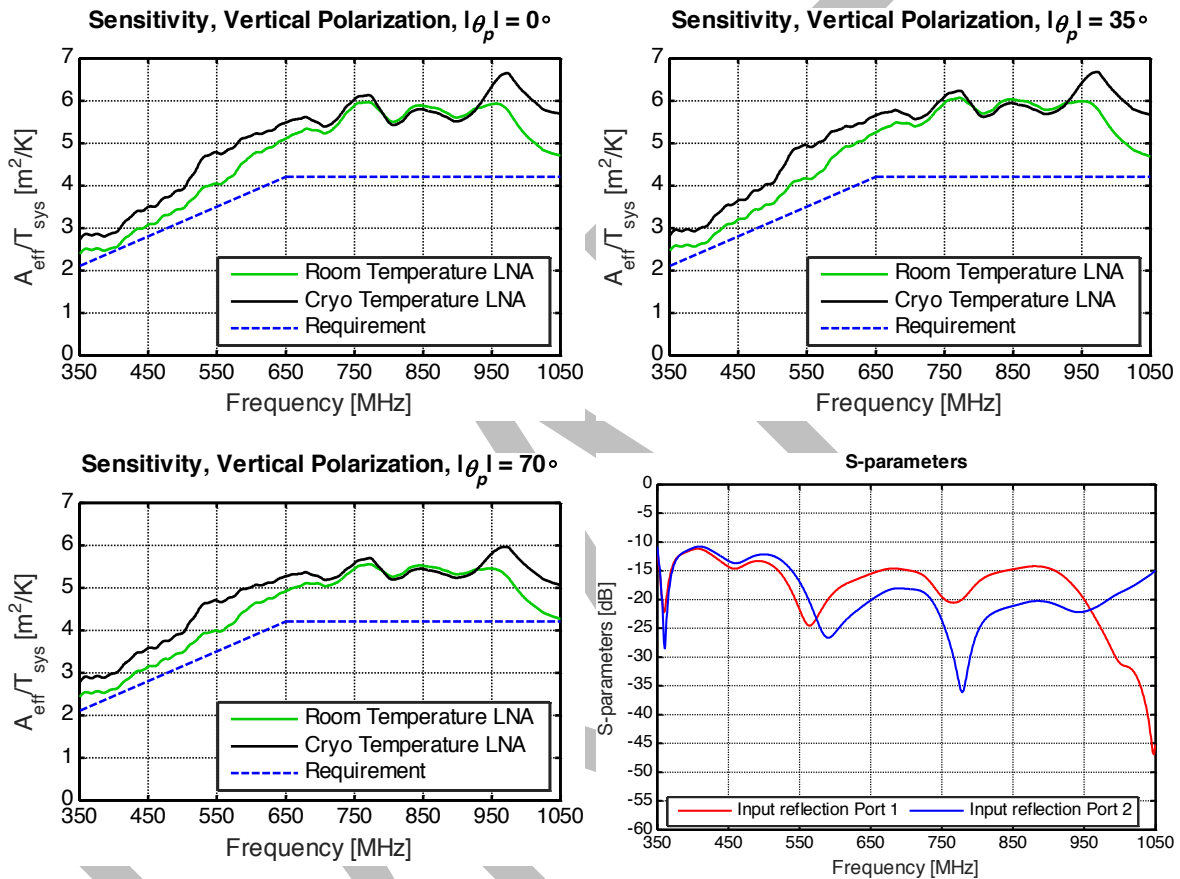 Sensitivity, Vertical Polarization, |θp| = 0∘
7
6
5
4
3
2
1
0
A_eff/T_sys [m²/K]
Room Temperature LNA
Cryo Temperature LNA
Requirement
350 450 550 650 750 850 950 1050
Frequency [MHz]
Sensitivity, Vertical Polarization, |θp| = 35∘
7
6
5
4
3
2
1
0
A_eff/T_sys [m²/K]
Room Temperature LNA
Cryo Temperature LNA
Requirement
350 450 550 650 750 850 950 1050
Frequency [MHz]
Sensitivity, Vertical Polarization, |θp| = 70∘
7
6
5
4
3
2
1
0
A_eff/T_sys [m²/K]
Room Temperature LNA
Cryo Temperature LNA
Requirement
350 450 550 650 750 850 950 1050
Frequency [MHz]
S-parameters
0
-5
-10
-15
-20
-25
-30
-35
-40
-45
-50
-55
-60
S-parameters [dB]
Input reflection Port 1 Input reflection Port 2
350 450 550 650 750 850 950 1050
Frequency [MHz]